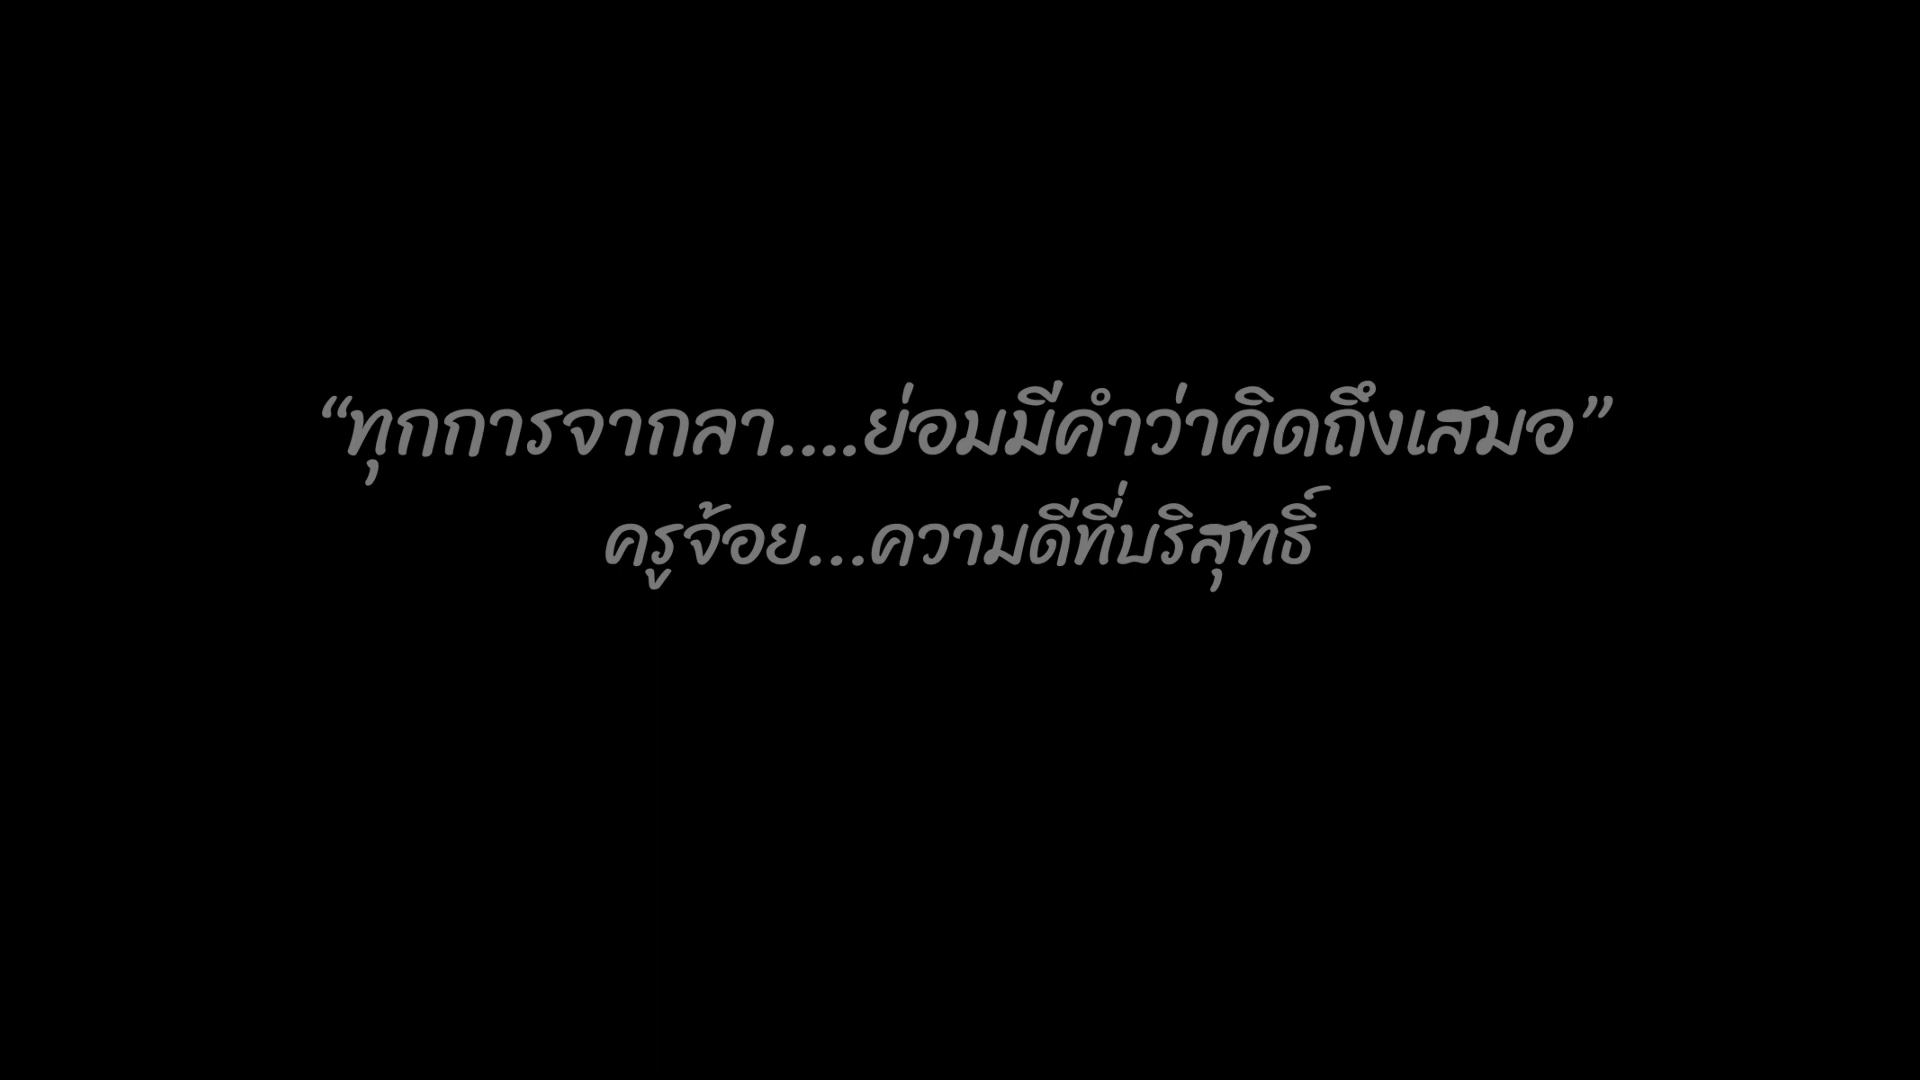 “ทุกการจากลา....ย่อมมีคำว่าคิดถึงเสมอ”
ครูจ้อย...ความดีที่บริสุทธิ์